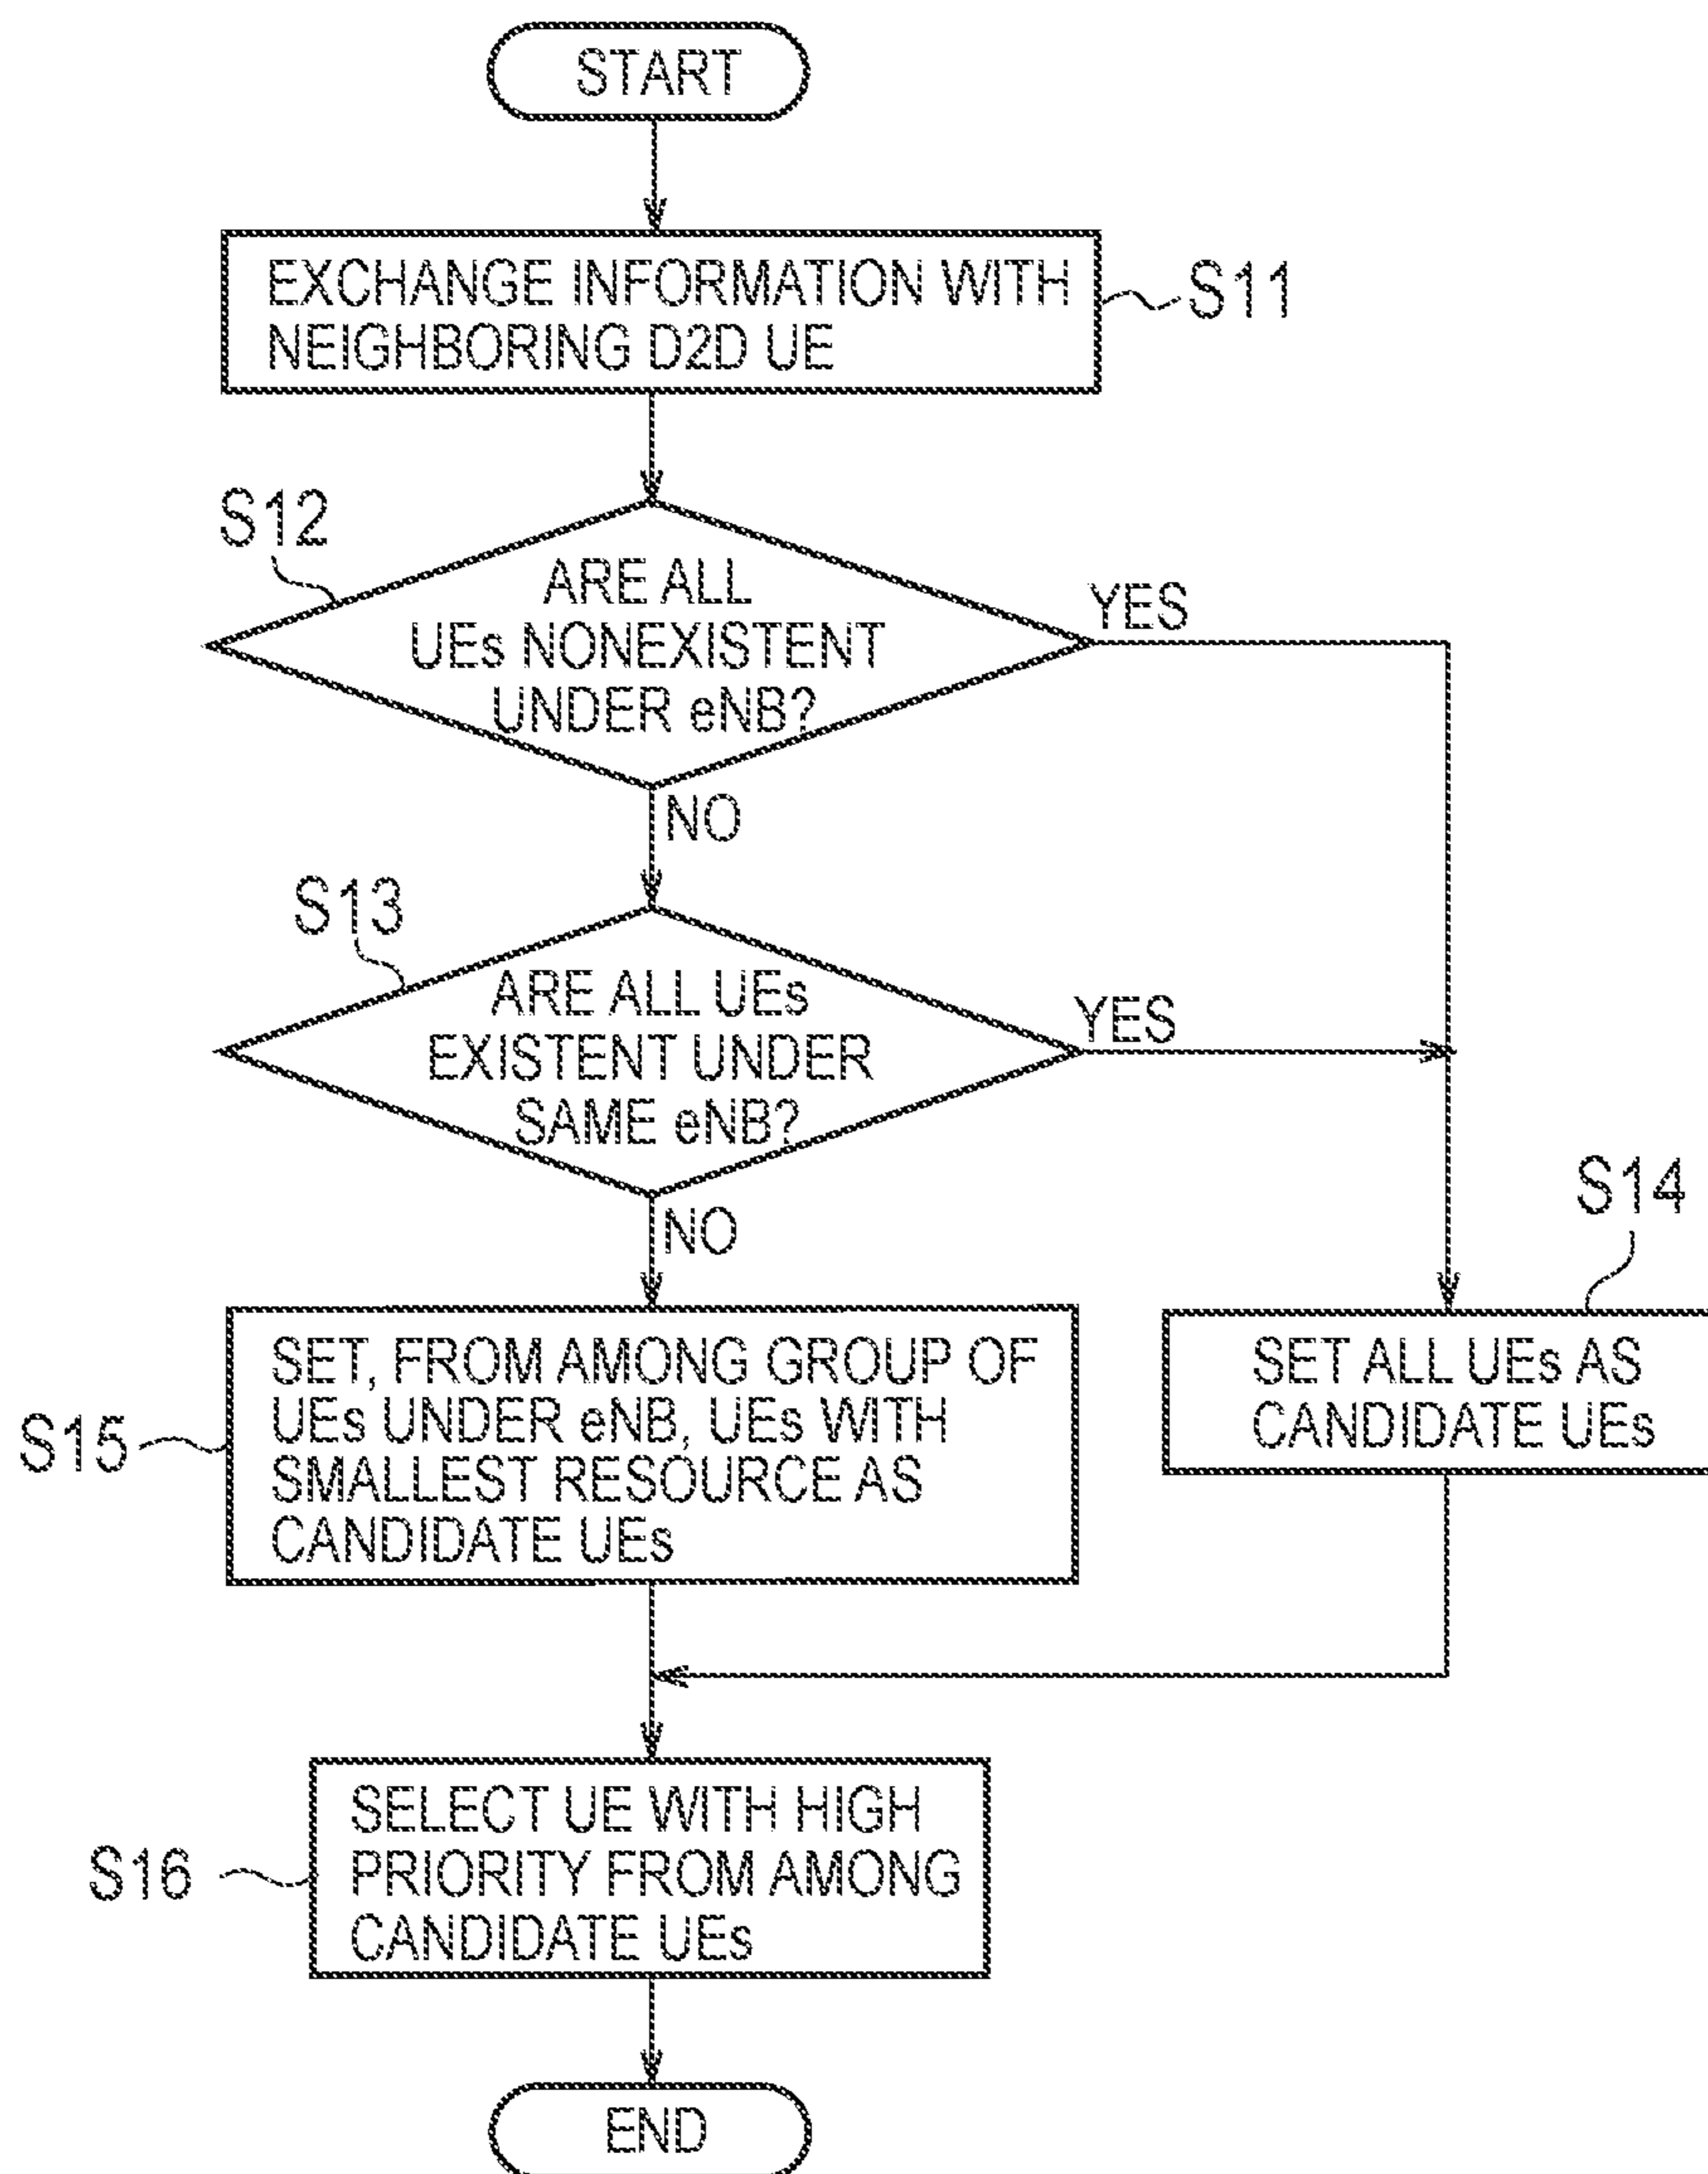 START
EXCHANGE INFORMATION WITH
NEIGHBORING D2D UE
S11
S12
ARE ALL
UEs NONEXISTENT
UNDER eNB?
YES
NO
S13
ARE ALL UEs
EXISTENT UNDER
SAME eNB?
YES
NO
S14
SET ALL UEs AS
CANDIDATE UEs
S15
SET, FROM AMONG GROUP OF
UEs UNDER eNB, UEs WITH
SMALLEST RESOURCE AS
CANDIDATE UEs
S16
SELECT UE WITH HIGH
PRIORITY FROM AMONG
CANDIDATE UEs
END